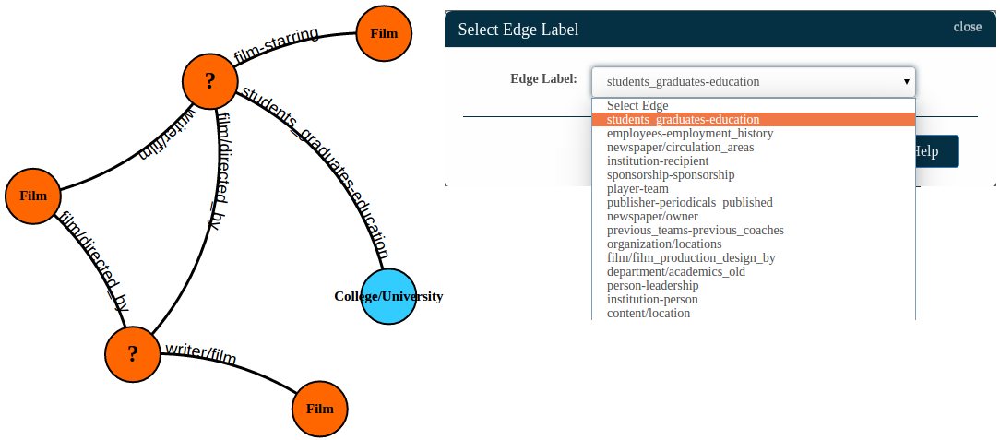 Film
film-starring
?
students_graduates-education
writer/film
film/directed_by
Film
film/directed_by
College/University
?
writer/film
Film
Select Edge Label
close
Edge Label:
students_graduates-education
Select Edge
students_graduates-education
employees-employment_history
newspaper/circulation_areas
institution-recipient
sponsorship-sponsorship
player-team
publisher-periodicals_published
newspaper/owner
previous_teams-previous_coaches
organization/locations
film/film_production_design_by
department/academics_old
person-leadership
institution-person
content/location
Help